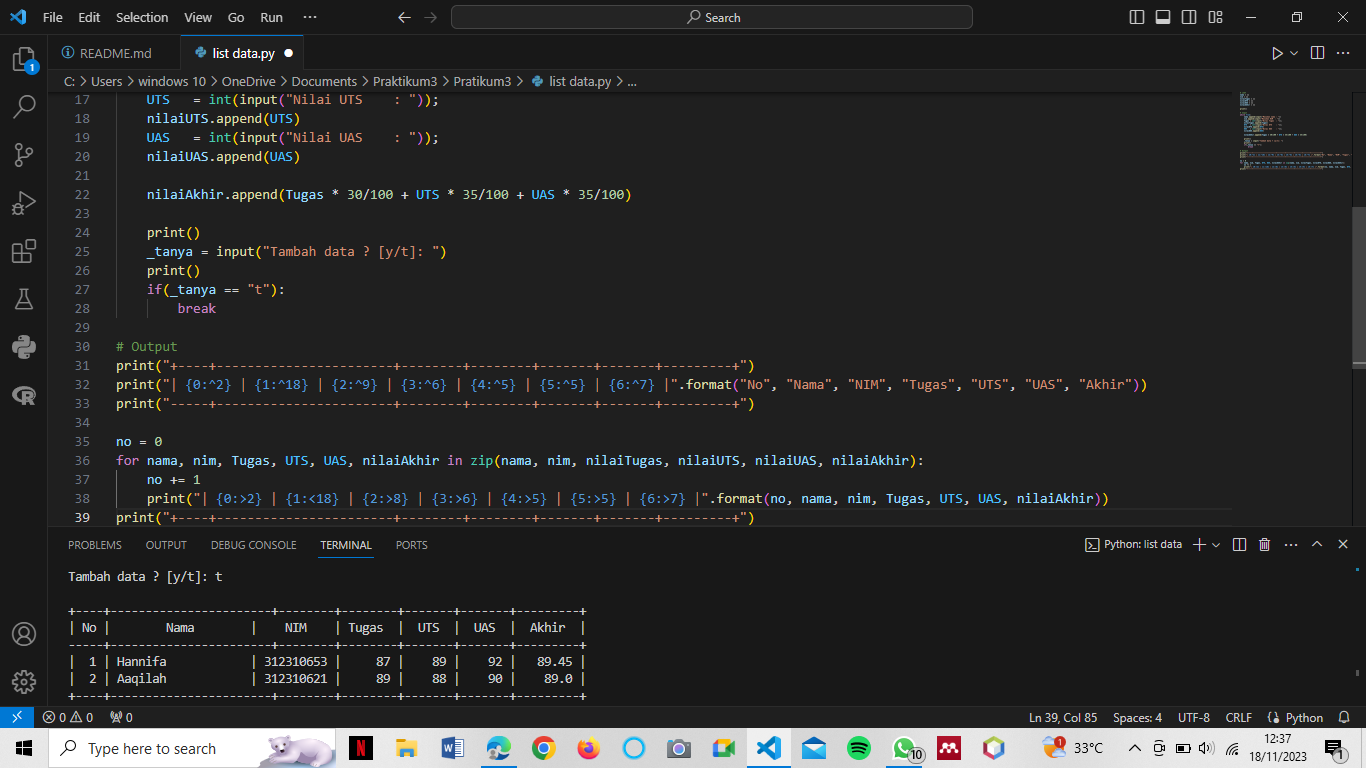 File Edit Selection View Go Run ··· Search
README.md list data.py
C: > Users > windows 10 > OneDrive > Documents > Praktikum3 > Pratikum3 > list data.py > ...
17 UTS = int(input("Nilai UTS : "));
18 nilaiUTS.append(UTS)
19 UAS = int(input("Nilai UAS : "));
20 nilaiUAS.append(UAS)
21
22 nilaiAkhir.append(Tugas * 30/100 + UTS * 35/100 + UAS * 35/100)
23
24 print()
25 _tanya = input("Tambah data ? [y/t]: ")
26 print()
27 if(_tanya == "t"):
28 break
29
30 # Output
31 print("+----+-----------------------+--------+--------+-------+-------+---------+")
32 print("| {0:^2} | {1:^18} | {2:^9} | {3:^6} | {4:^5} | {5:^5} | {6:^7} |".format("No", "Nama", "NIM", "Tugas", "UTS", "UAS", "Akhir"))
33 print("-----+-----------------------+--------+--------+-------+-------+---------+")
34
35 no = 0
36 for nama, nim, Tugas, UTS, UAS, nilaiAkhir in zip(nama, nim, nilaiTugas, nilaiUTS, nilaiUAS, nilaiAkhir):
37 no += 1
38 print("| {0:>2} | {1:<18} | {2:>8} | {3:>6} | {4:>5} | {5:>5} | {6:>7} |".format(no, nama, nim, Tugas, UTS, UAS, nilaiAkhir))
39 print("+----+-----------------------+--------+--------+-------+-------+---------+")
PROBLEMS OUTPUT DEBUG CONSOLE TERMINAL PORTS Python: list data
Tambah data ? [y/t]: t
+----+-----------------------+--------+--------+-------+-------+---------+
| No | Nama | NIM | Tugas | UTS | UAS | Akhir |
-----+-----------------------+--------+--------+-------+-------+---------+
| 1 | Hannifa | 312310653 | 87 | 89 | 92 | 89.45 |
| 2 | Aaqilah | 312310621 | 89 | 88 | 90 | 89.0 |
+----+-----------------------+--------+--------+-------+-------+---------+
0 0 0 Ln 39, Col 85 Spaces: 4 UTF-8 CRLF Python
Type here to search 10 33°C 12:37
18/11/2023 1